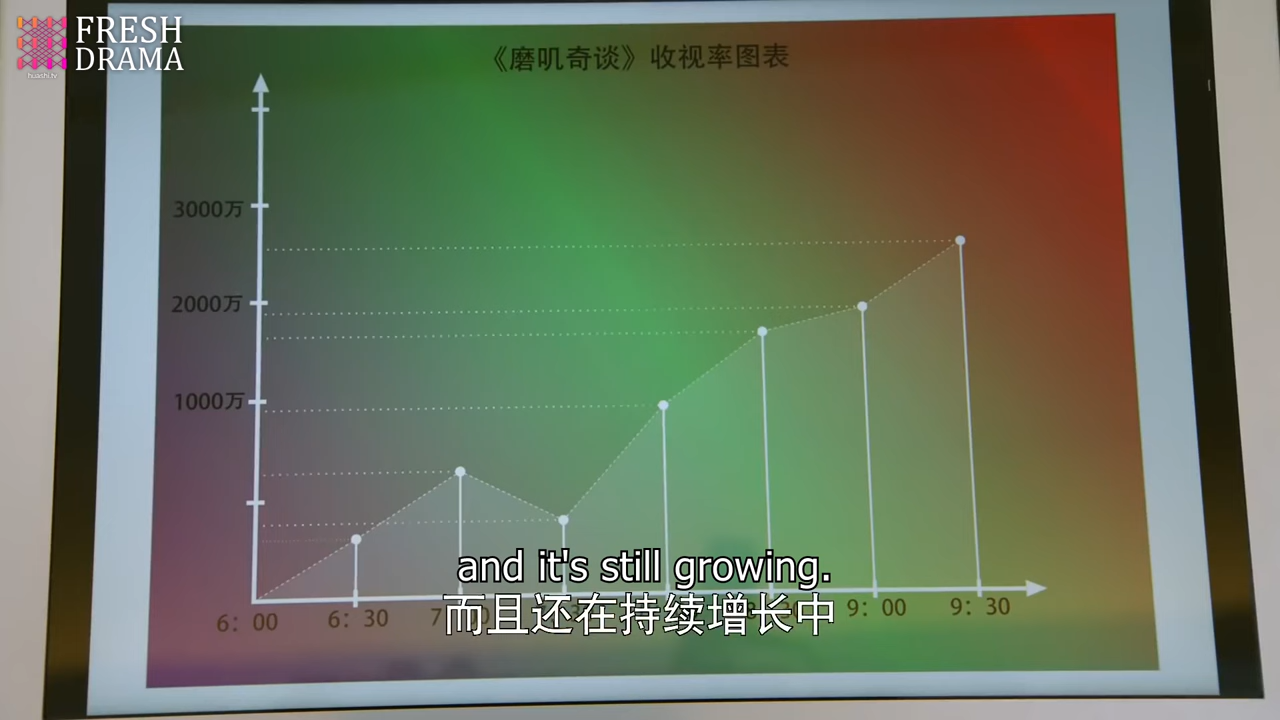 FRESH
DRAMA
huashi.tv
《磨叽奇谈》收视率图表
3000万
2000万
1000万
6: 00
6: 30
9: 00
9: 30
and it's still growing.
而且还在持续增长中